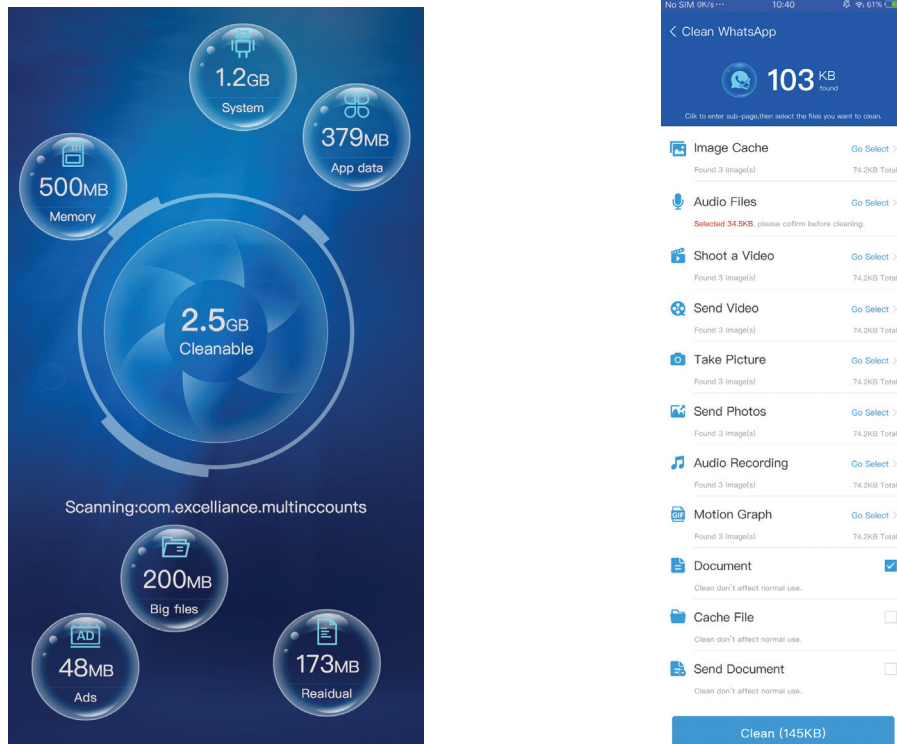 1.2GB
System
379MB
App data
500MB
Memory
2.5GB
Cleanable
Scanning:com.excelliance.multinccounts
200MB
Big files
AD
48MB
Ads
173MB
Reaidual
No SIM 0K/s··· 10:40 61%
< Clean WhatsApp
103 KB
found
Clik to enter sub-page,then select the files you want to clean.
Image Cache Go Select >
Found 3 image(s) 74.2KB Total
Audio Files Go Select >
Selected 34.5KB, please cofirm before cleaning.
Shoot a Video Go Select >
Found 3 image(s) 74.2KB Total
Send Video Go Select >
Found 3 image(s) 74.2KB Total
Take Picture Go Select >
Found 3 image(s) 74.2KB Total
Send Photos Go Select >
Found 3 image(s) 74.2KB Total
Audio Recording Go Select >
Found 3 image(s) 74.2KB Total
GIF Motion Graph Go Select >
Found 3 image(s) 74.2KB Total
Document
Clean don't affect normal use.
Cache File
Clean don't affect normal use.
Send Document
Clean don't affect normal use.
Clean (145KB)